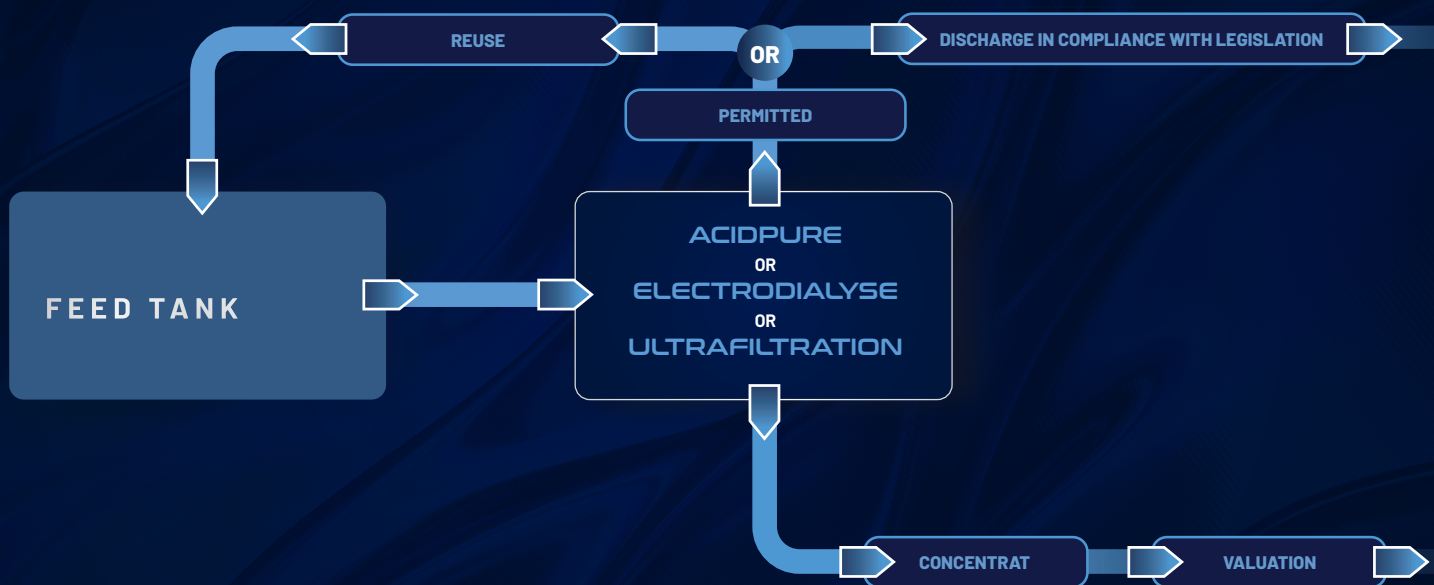 REUSE
OR
DISCHARGE IN COMPLIANCE WITH LEGISLATION
PERMITTED
FEED TANK
ACIDPURE
OR
ELECTRODIALYSE
OR
ULTRAFILTRATION
CONCENTRAT
VALUATION